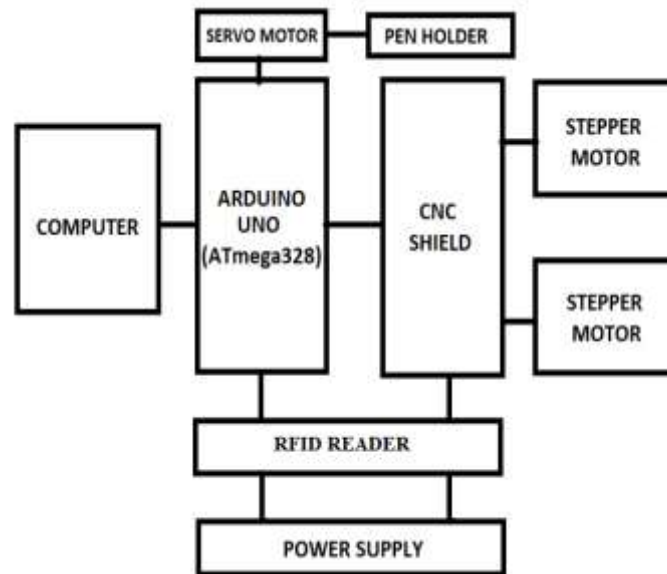 SERVO MOTOR
PEN HOLDER
COMPUTER
ARDUINO
UNO
(ATmega328)
CNC
SHIELD
STEPPER
MOTOR
STEPPER
MOTOR
RFID READER
POWER SUPPLY